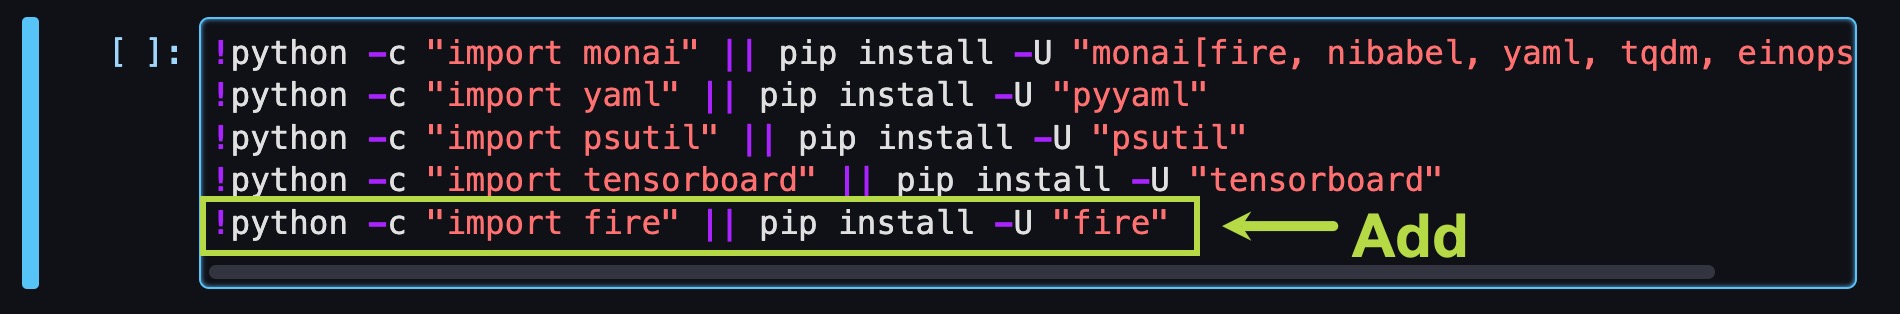 [ ]: !python -c "import monai" || pip install -U "monai[fire, nibabel, yaml, tqdm, einops
!python -c "import yaml" || pip install -U "pyyaml"
!python -c "import psutil" || pip install -U "psutil"
!python -c "import tensorboard" || pip install -U "tensorboard"
!python -c "import fire" || pip install -U "fire"
Add